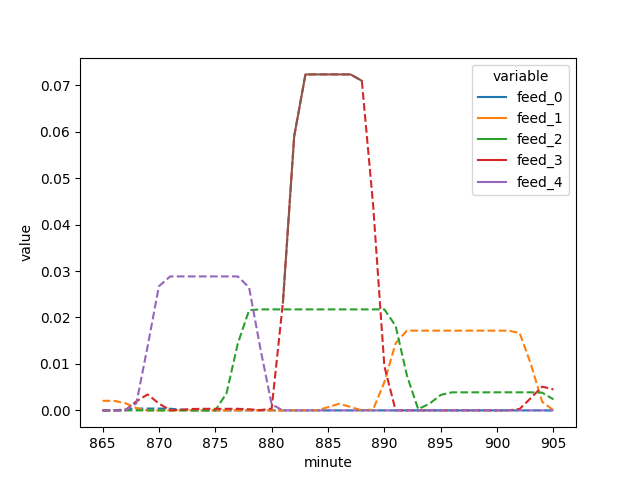 0.07
0.06
0.05
0.04
0.03
0.02
0.01
0.00
value
865 870 875 880 885 890 895 900 905
minute
variable
feed_0
feed_1
feed_2
feed_3
feed_4